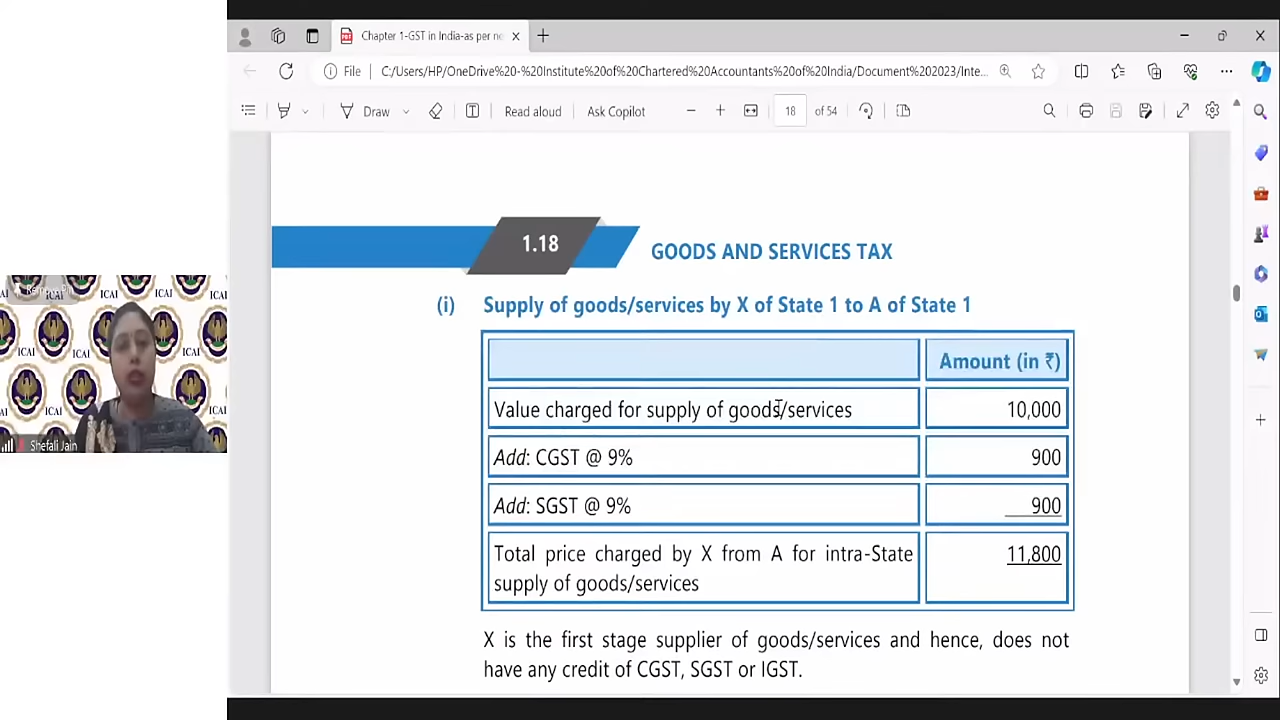 Chapter 1-GST in India-as per ne
File
C:/Users/HP/OneDrive%20-%20Institute%20of%20Chartered%20Accountants%20of%20India/Document%202023/Inte...
Draw
Read aloud
Ask Copilot
18 of 54
1.18
GOODS AND SERVICES TAX
(i) Supply of goods/services by X of State 1 to A of State 1
Amount (in ₹)
Value charged for supply of goods/services 10,000
Add: CGST @ 9% 900
Add: SGST @ 9% 900
Total price charged by X from A for intra-State 11,800
supply of goods/services
X is the first stage supplier of goods/services and hence, does not
have any credit of CGST, SGST or IGST.
ICAI
ICAI
ICAI
ICAI
ICAI
Shefali Jain